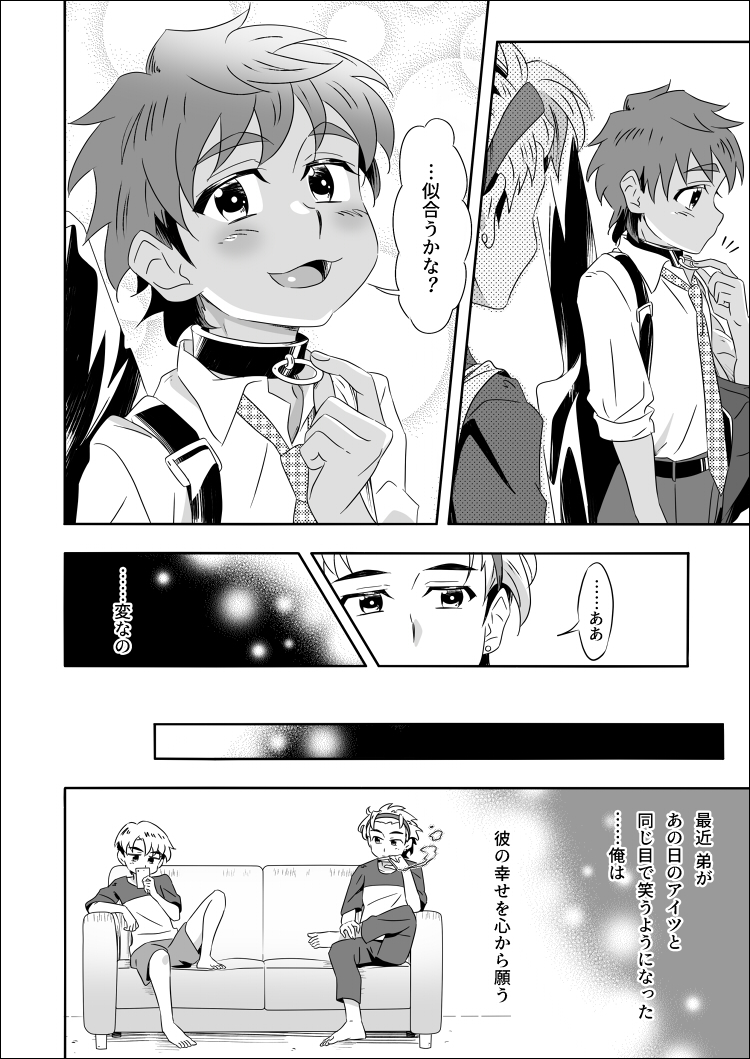 …似合うかな？
……ああ
……変なの
最近 弟が
あの日のアイツと
同じ目で笑うようになった
……俺は
彼の幸せを心から願う